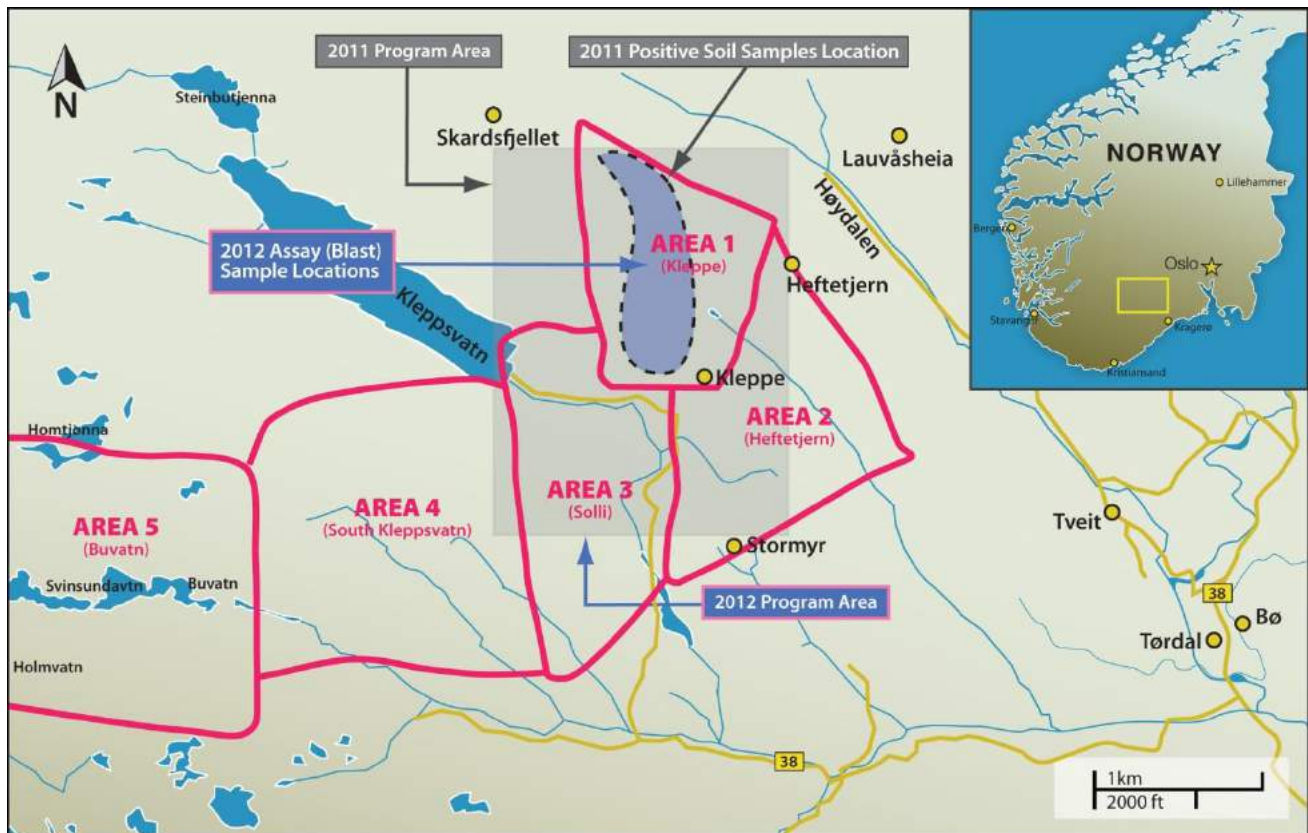 2011 Program Area
2011 Positive Soil Samples Location
N
Steinbutjenna
Skardsfjellet
Lauvåsheia
Høydalen
NORWAY
Lillehammer
Bergen
Oslo
Stavanger
Kragerø
Kristiansand
2012 Assay (Blast)
Sample Locations
AREA 1
(Kleppe)
Heftetjern
Kleppsvatn
Kleppe
AREA 2
(Heftetjern)
Homtjønna
AREA 3
(Solli)
AREA 4
(South Kleppsvatn)
AREA 5
(Buvatn)
Tveit
Stormyr
Svinsundavtn
Buvatn
2012 Program Area
38
Bø
Tørdal
Holmvatn
38
1km
2000 ft